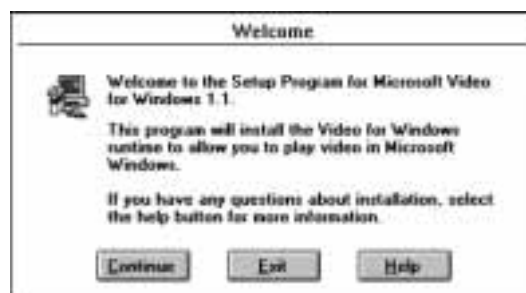 Welcome
Welcome to the Setup Program for Microsoft Video
for Windows 1.1.
This program will install the Video for Windows
runtime to allow you to play video in Microsoft
Windows.
If you have any questions about installation, select
the help button for more information.
Continue
Exit
Help